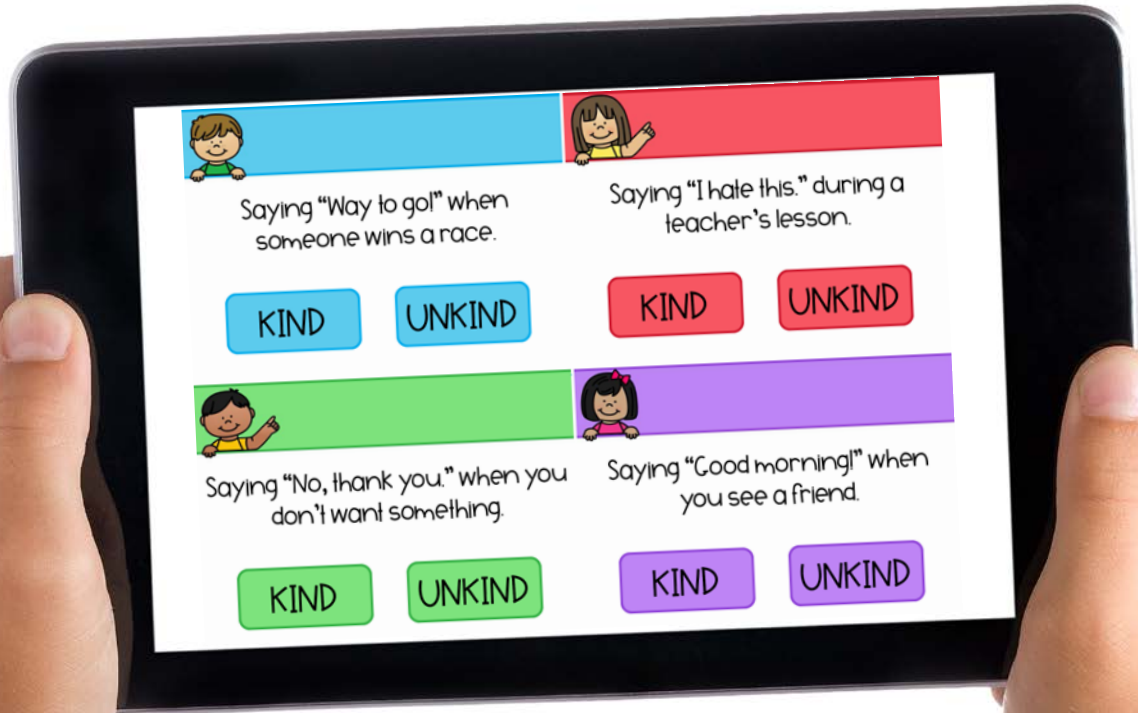 Saying “Way to go!” when
someone wins a race.
KIND
UNKIND
Saying “I hate this.” during a
teacher’s lesson.
KIND
UNKIND
Saying “No, thank you.” when you
don’t want something.
KIND
UNKIND
Saying “Good morning!” when
you see a friend.
KIND
UNKIND